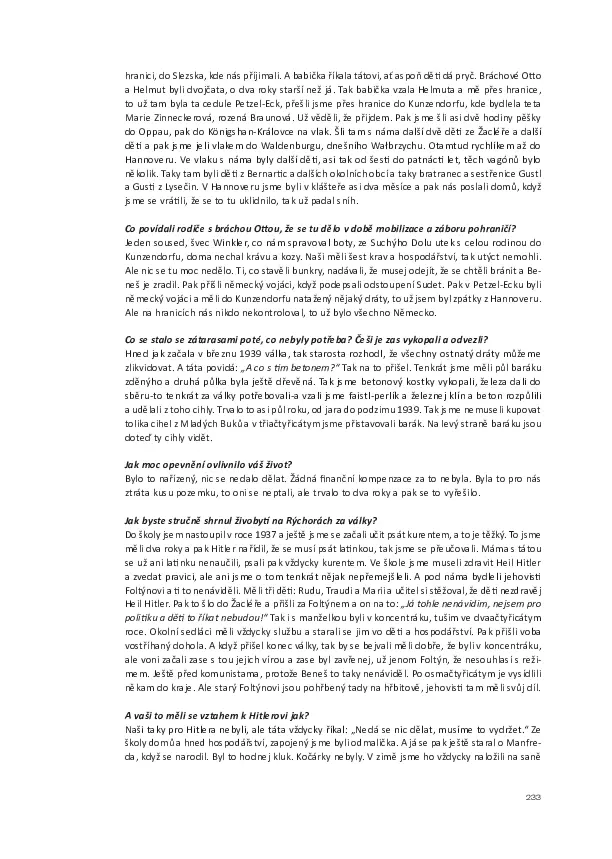 hranici, do Slezska, kde nás příjímali. A babička říkala tátovi, ať aspoň děti dá pryč. Bráchové Otto
a Helmut byli dvojčata, o dva roky starší než já. Tak babička vzala Helmuta a mě přes hranice,
to už tam byla ta cedule Petzel-Eck, přešli jsme přes hranice do Kunzendorfu, kde bydlela teta
Marie Zinneckerová, rozená Braunová. Už věděli, že přijdem. Pak jsme šli asi dvě hodiny pěšky
do Oppau, pak do Königshan-Královce na vlak. Šli tam s náma další dvě děti ze Žacléře a další
děti a pak jsme jeli vlakem do Waldenburgu, dnešního Wałbrzychu. Otamtud rychlíkem až do
Hannoveru. Ve vlaku s náma byly další děti, asi tak od šesti do patnácti let, těch vagónů bylo
několik. Taky tam byli děti z Bernartic a dalších okolních obcí a taky bratranec a sestřenice Gustl
a Gusti z Lysečin. V Hannoveru jsme byli v klášteře asi dva měsíce a pak nás poslali domů, když
jsme se vrátili, že se to tu uklidnilo, tak už padal sníh.
Co povídali rodiče s bráchou Ottou, že se tu dělo v době mobilizace a záboru pohraničí?
Jeden soused, švec Winkler, co nám spravoval boty, ze Suchýho Dolu utek s celou rodinou do
Kunzendorfu, doma nechal krávu a kozy. Naši měli šest krav a hospodářství, tak utýct nemohli.
Ale nic se tu moc nedělo. Ti, co stavěli bunkry, nadávali, že musej odejít, že se chtěli bránit a Be-
neš je zradil. Pak přišli německý vojáci, když podepsali odstoupení Sudet. Pak v Petzel-Ecku byli
německý vojáci a měli do Kunzendorfu nataženy nějaký dráty, to už jsem byl zpátky z Hannoveru.
Ale na hranicích nás nikdo nekontroloval, to už bylo všechno Německo.
Co se stalo se zátarasami poté, co nebyly potřeba? Češi je zas vykopali a odvezli?
Hned jak začala v březnu 1939 válka, tak starosta rozhodl, že všechny ostnatý dráty můžeme
zlikvidovat. A táta povídá: „A co s tím betonem?“ Tak na to přišel. Tenkrát jsme měli půl baráku
zděnýho a druhá půlka byla ještě dřevěná. Tak jsme betonový kostky vykopali, železa dali do
sběru-to tenkrát za války potřebovali-a vzali jsme faistl-perlík a železnej klín a beton rozpůlili
a udělali z toho cihly. Trvalo to asi půl roku, od jara do podzimu 1939. Tak jsme nemuseli kupovat
tolika cihel z Mladých Buků a v třiačtyřicátým jsme přistavovali barák. Na levý straně baráku jsou
doteď ty cihly vidět.
Jak moc opevnění ovlivnilo váš život?
Bylo to nařízený, nic se nedalo dělat. Žádná finanční kompenzace za to nebyla. Byla to pro nás
ztráta kusu pozemku, to oni se neptali, ale trvalo to dva roky a pak se to vyřešilo.
Jak byste stručně shrnul živobytí na Rýchorách za války?
Do školy jsem nastoupil v roce 1937 a ještě jsme se začali učit psát kurentem, a to je těžký. To jsme
měli dva roky a pak Hitler nařídil, že se musí psát latinkou, tak jsme se přeučovali. Máma s tátou
se už ani latinku nenaučili, psali pak vždycky kurentem. Ve škole jsme museli zdravit Heil Hitler
a zvedat pravici, ale ani jsme o tom tenkrát nějak nepřemejšleli. A pod náma bydleli jehovisti
Foltýnovi a ti to nenáviděli. Měli tři děti: Rudu, Traudi a Marii a učitel si stěžoval, že děti nezdravěj
Heil Hitler. Pak to šlo do Žacléře a přišli za Foltýnem a on na to: „Já tohle nenávidím, nejsem pro
politiku a děti to říkat nebudou!“ Tak i s manželkou byli v koncentráku, tuším ve dvaačtyřicátym
roce. Okolní sedláci měli vždycky službu a starali se jim vo děti a hospodářství. Pak přišli voba
vostříhaný dohola. A když přišel konec války, tak by se bejvali měli dobře, že byli v koncentráku,
ale voni začali zase s tou jejich vírou a zase byl zavřenej, už jenom Foltýn, že nesouhlasí s reži-
mem. Ještě před komunistama, protože Beneš to taky nenáviděl. Po osmačtyřicátým je vysídlili
někam do kraje. Ale starý Foltýnovi jsou pohřbený tady na hřbitově, jehovisti tam měli svůj díl.
A vaši to měli se vztahem k Hitlerovi jak?
Naši taky pro Hitlera nebyli, ale táta vždycky říkal: „Nedá se nic dělat, musíme to vydržet.“ Ze
školy domů a hned hospodářství, zapojený jsme byli odmalička. A já se pak ještě staral o Manfre-
da, když se narodil. Byl to hodnej kluk. Kočárky nebyly. V zimě jsme ho vždycky naložili na saně
233